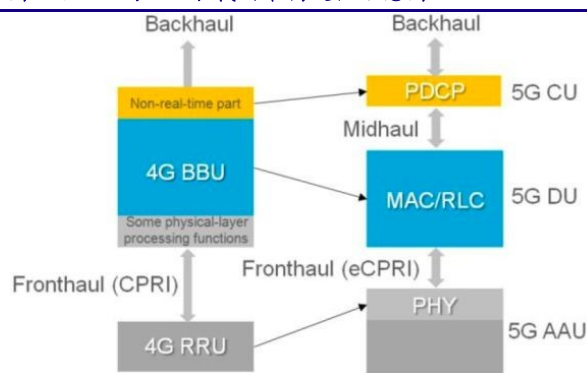 Backhaul
Backhaul
Non-real-time part
PDCP
5G CU
Midhaul
4G BBU
MAC/RLC
5G DU
Some physical-layer
processing functions
Fronthaul (CPRI)
Fronthaul (eCPRI)
PHY
4G RRU
5G AAU